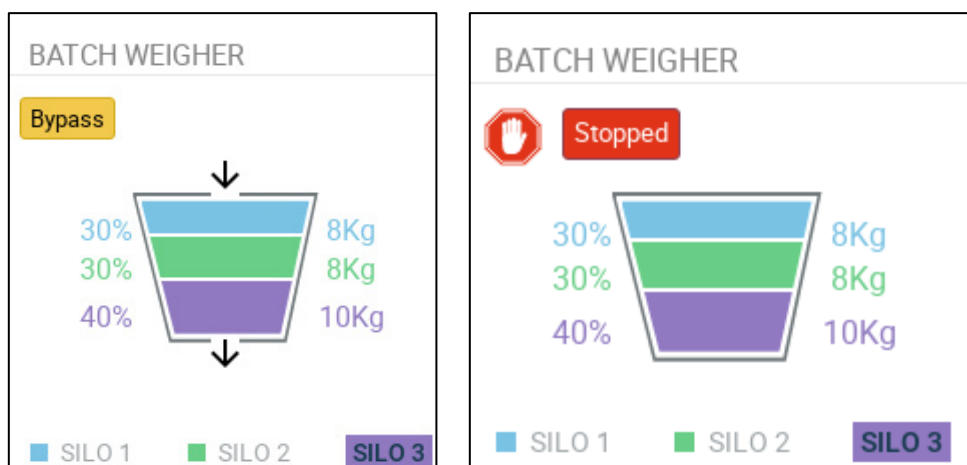 BATCH WEIGHER
Bypass
30% 8Kg
30% 8Kg
40% 10Kg
SILO 1 SILO 2 SILO 3
BATCH WEIGHER
Stopped
30% 8Kg
30% 8Kg
40% 10Kg
SILO 1 SILO 2 SILO 3